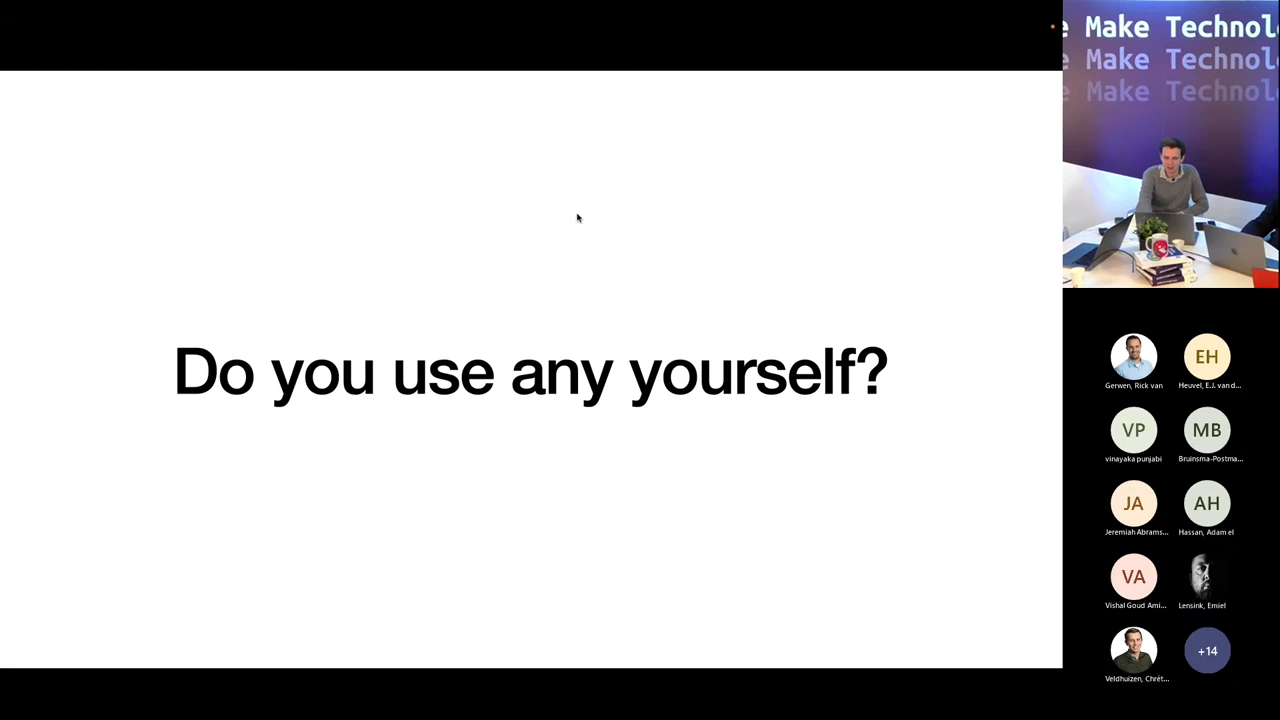 Do you use any yourself?
e Make Technol
e Make Technol
e Make Technol
Gerwen, Rick van
EH
Heuvel, E.J. van d...
VP
vinayaka punjabi
MB
Bruinsma-Postma...
JA
Jeremiah Abrams...
AH
Hassan, Adam el
VA
Vishal Goud Ami...
Lensink, Emiel
Veldhuizen, Chrét...
+14